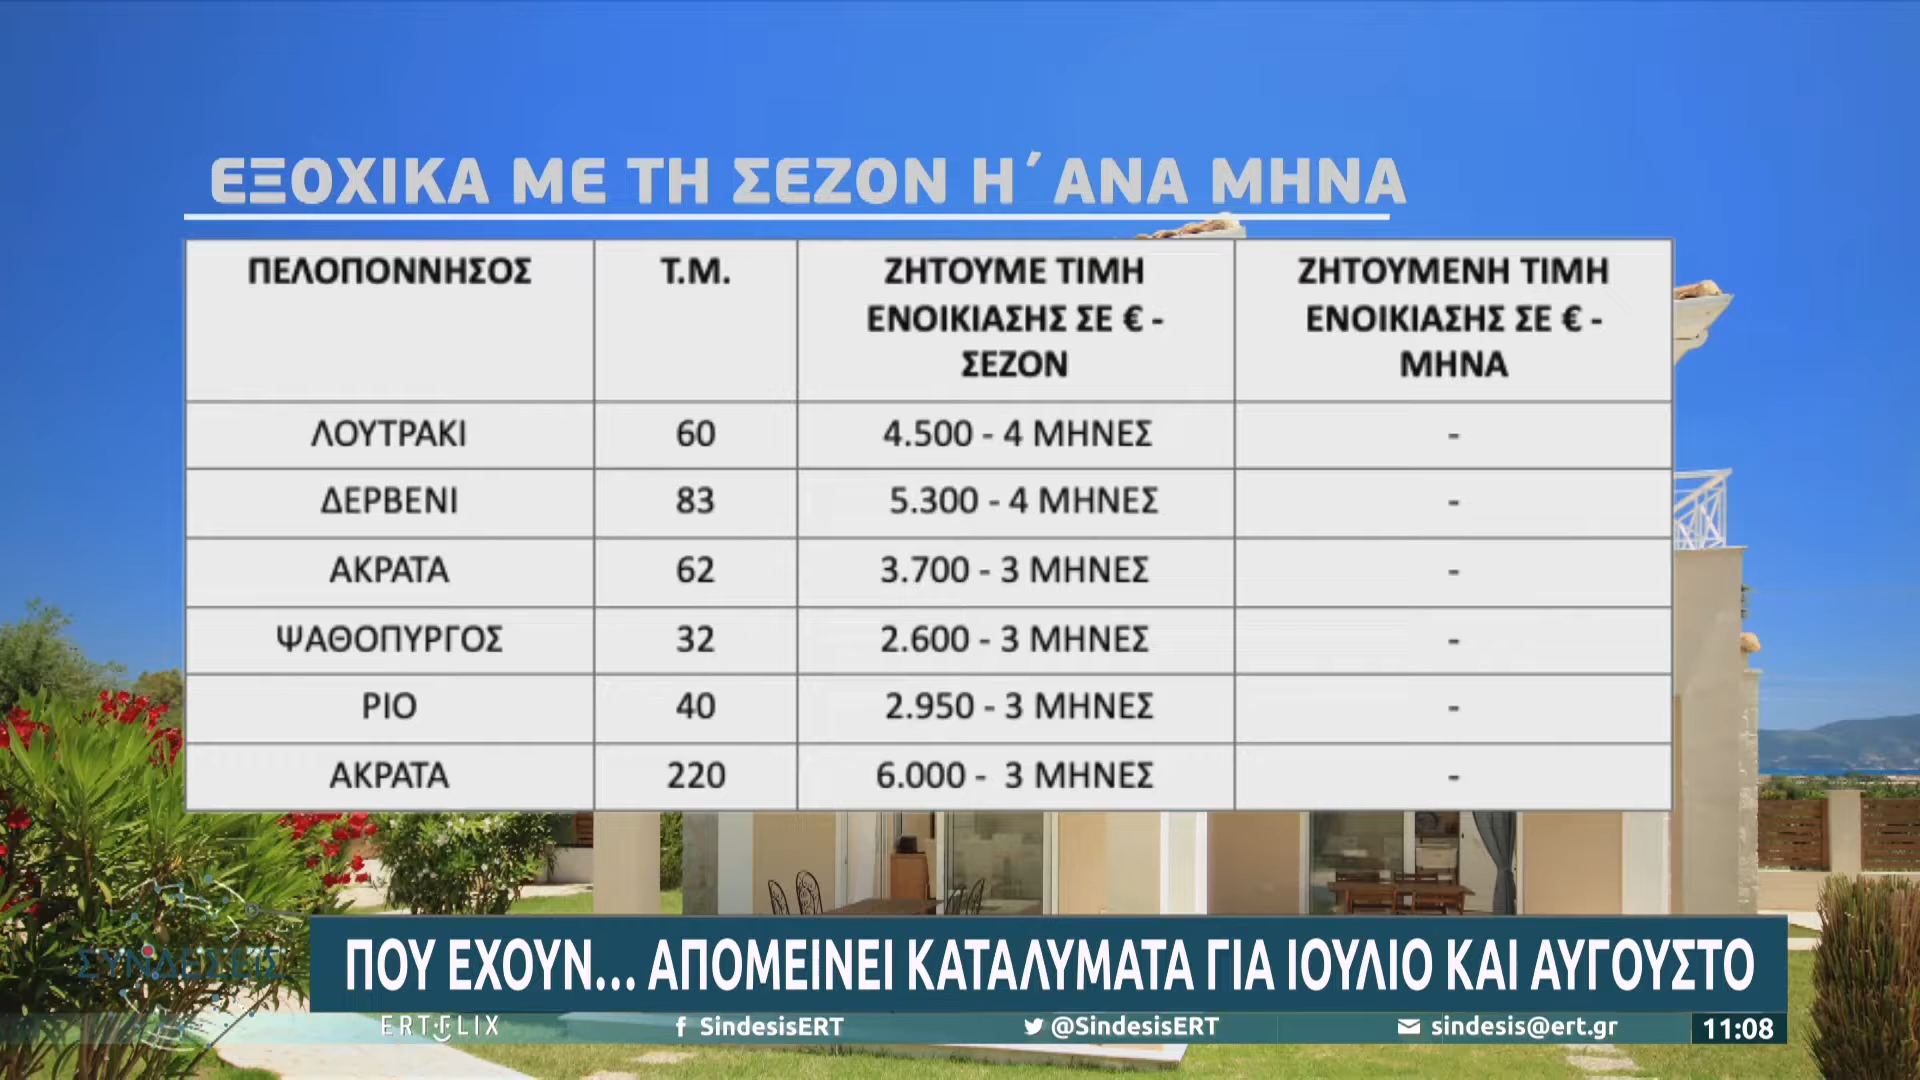 ΕΞΟΧΙΚΑ ΜΕ ΤΗ ΣΕΖΟΝ Η΄ΑΝΑ ΜΗΝΑ
ΠΕΛΟΠΟΝΝΗΣΟΣ Τ.Μ. ΖΗΤΟΥΜΕ ΤΙΜΗ ΕΝΟΙΚΙΑΣΗΣ ΣΕ € - ΣΕΖΟΝ ΖΗΤΟΥΜΕΝΗ ΤΙΜΗ ΕΝΟΙΚΙΑΣΗΣ ΣΕ € - ΜΗΝΑ
ΛΟΥΤΡΑΚΙ 60 4.500 - 4 ΜΗΝΕΣ -
ΔΕΡΒΕΝΙ 83 5.300 - 4 ΜΗΝΕΣ -
ΑΚΡΑΤΑ 62 3.700 - 3 ΜΗΝΕΣ -
ΨΑΘΟΠΥΡΓΟΣ 32 2.600 - 3 ΜΗΝΕΣ -
ΡΙΟ 40 2.950 - 3 ΜΗΝΕΣ -
ΑΚΡΑΤΑ 220 6.000 - 3 ΜΗΝΕΣ -
ΣΥΝΔΕΣΕΙΣ
ΠΟΥ ΕΧΟΥΝ... ΑΠΟΜΕΙΝΕΙ ΚΑΤΑΛΥΜΑΤΑ ΓΙΑ ΙΟΥΛΙΟ ΚΑΙ ΑΥΓΟΥΣΤΟ
ERTFLIX SindesisERT @SindesisERT sindesis@ert.gr 11:08